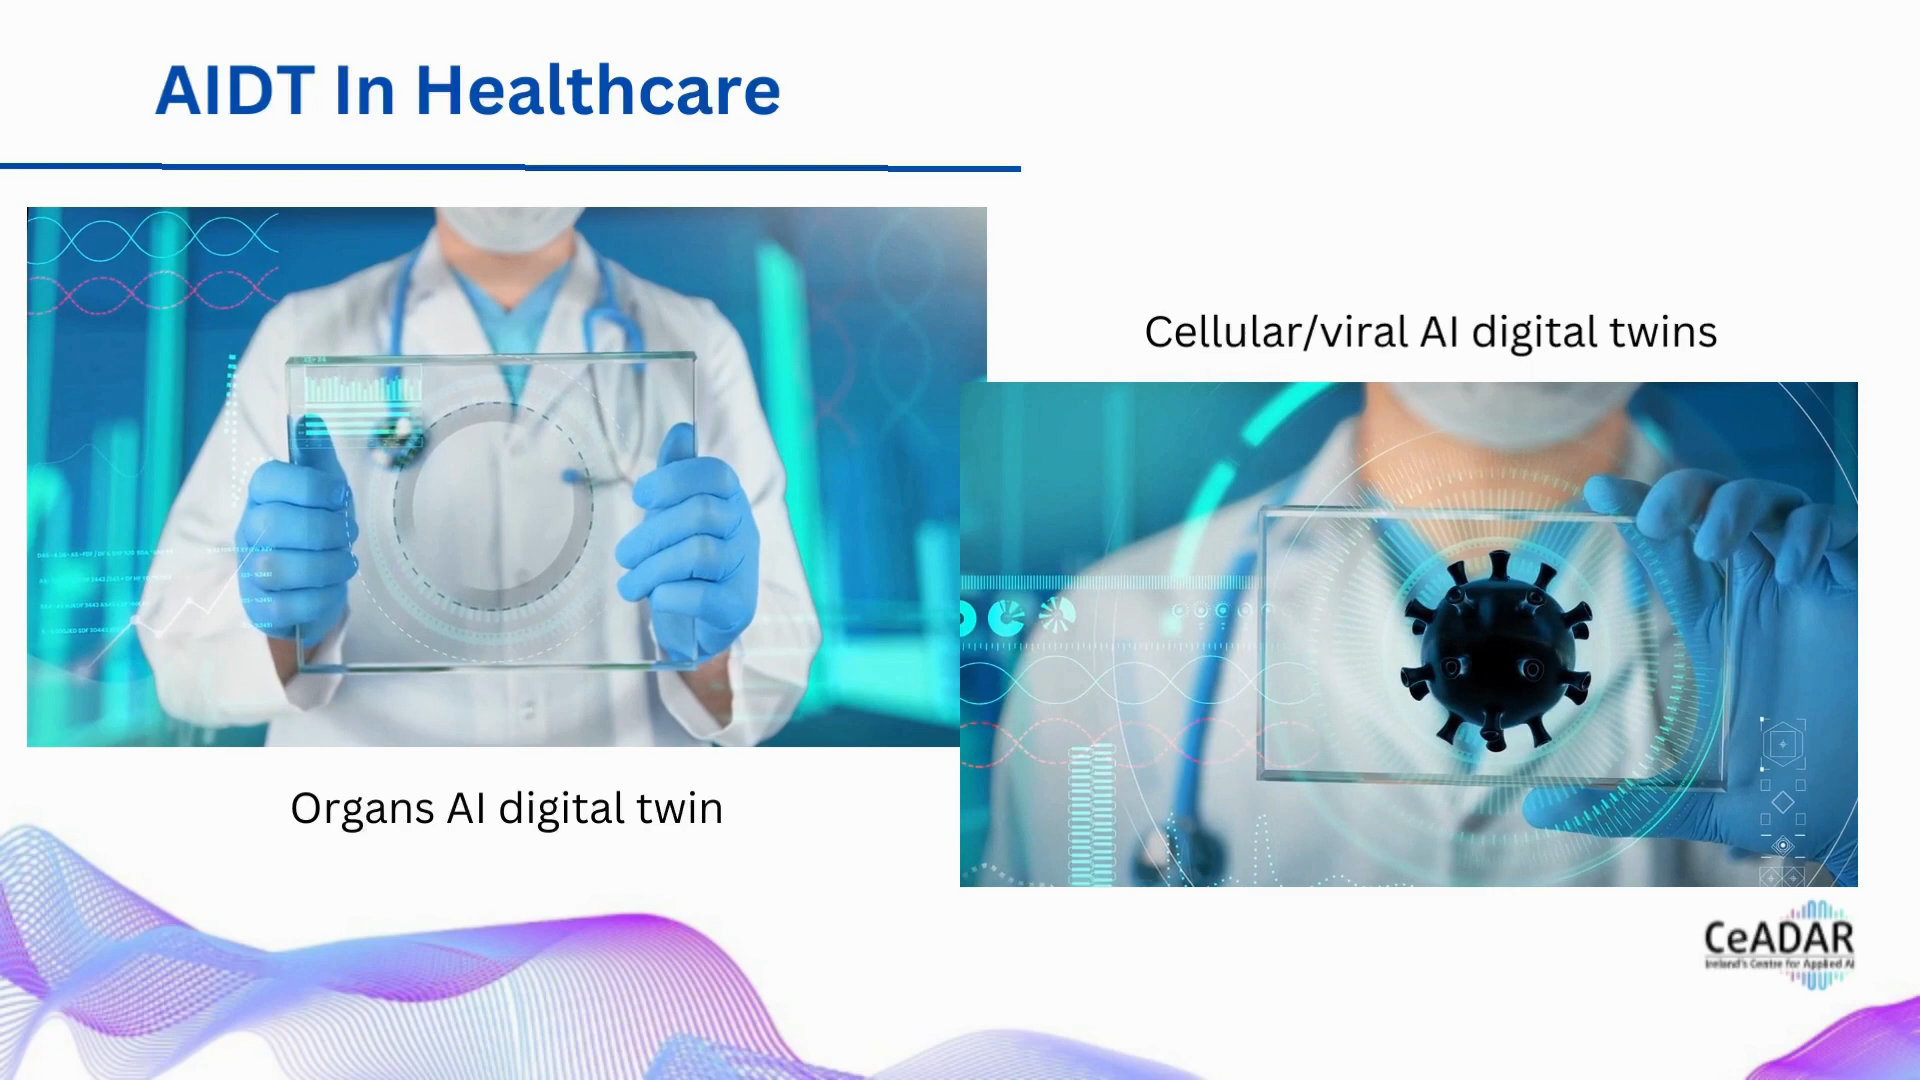 AIDT In Healthcare
Cellular/viral AI digital twins
Organs AI digital twin
CeADAR
Ireland's Centre for Applied AI